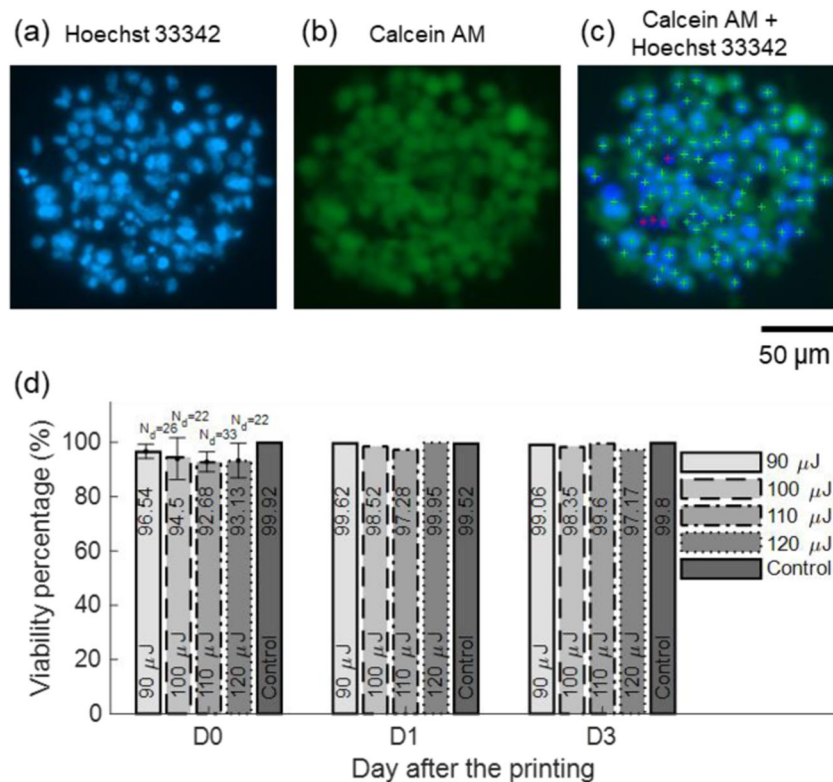 (a) Hoechst 33342
(b) Calcein AM
(c) Calcein AM +
Hoechst 33342
50 µm
(d)
Viability percentage (%)
100
80
60
40
20
0
N_d=26
N_d=22
N_d=33
N_d=22
96.54
94.5
92.68
93.13
99.92
90 µJ
100 µJ
110 µJ
120 µJ
Control
99.62
98.52
97.28
99.95
99.52
90 µJ
100 µJ
110 µJ
120 µJ
Control
99.06
98.35
99.6
97.17
99.8
90 µJ
100 µJ
110 µJ
120 µJ
Control
90 µJ
100 µJ
110 µJ
120 µJ
Control
D0
D1
D3
Day after the printing